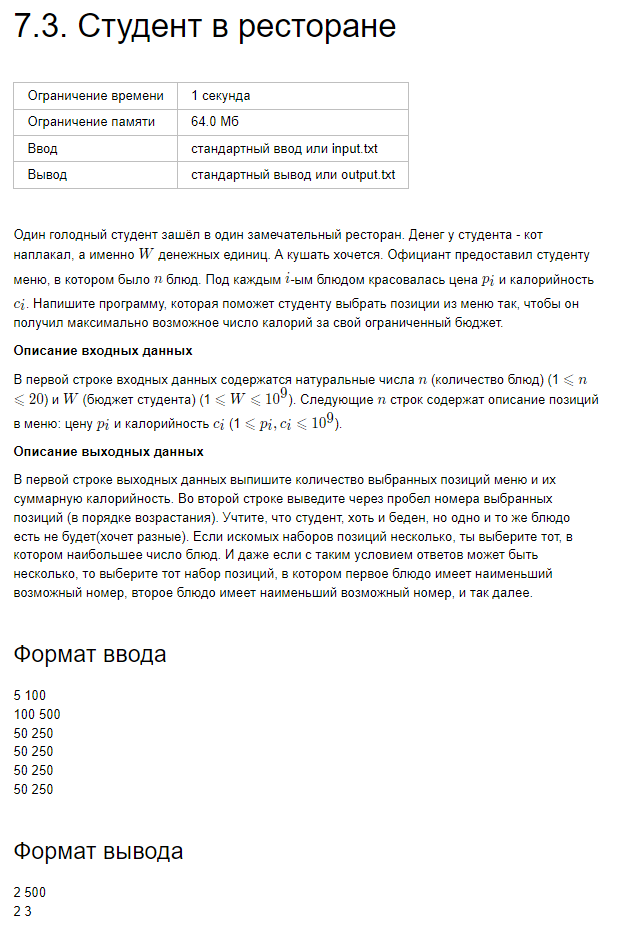 7.3. Студент в ресторане
Ограничение времени 1 секунда
Ограничение памяти 64.0 Мб
Ввод стандартный ввод или input.txt
Вывод стандартный вывод или output.txt
Один голодный студент зашёл в один замечательный ресторан. Денег у студента - кот
наплакал, а именно W денежных единиц. А кушать хочется. Официант предоставил студенту
меню, в котором было n блюд. Под каждым i-ым блюдом красовалась цена p_i и калорийность
c_i. Напишите программу, которая поможет студенту выбрать позиции из меню так, чтобы он
получил максимально возможное число калорий за свой ограниченный бюджет.
Описание входных данных
В первой строке входных данных содержатся натуральные числа n (количество блюд) (1 ⩽ n
⩽ 20) и W (бюджет студента) (1 ⩽ W ⩽ 10^9). Следующие n строк содержат описание позиций
в меню: цену p_i и калорийность c_i (1 ⩽ p_i, c_i ⩽ 10^9).
Описание выходных данных
В первой строке выходных данных выпишите количество выбранных позиций меню и их
суммарную калорийность. Во второй строке выведите через пробел номера выбранных
позиций (в порядке возрастания). Учтите, что студент, хоть и беден, но одно и то же блюдо
есть не будет(хочет разные). Если искомых наборов позиций несколько, ты выберите тот, в
котором наибольшее число блюд. И даже если с таким условием ответов может быть
несколько, то выберите тот набор позиций, в котором первое блюдо имеет наименьший
возможный номер, второе блюдо имеет наименьший возможный номер, и так далее.
Формат ввода
5 100
100 500
50 250
50 250
50 250
50 250
Формат вывода
2 500
2 3